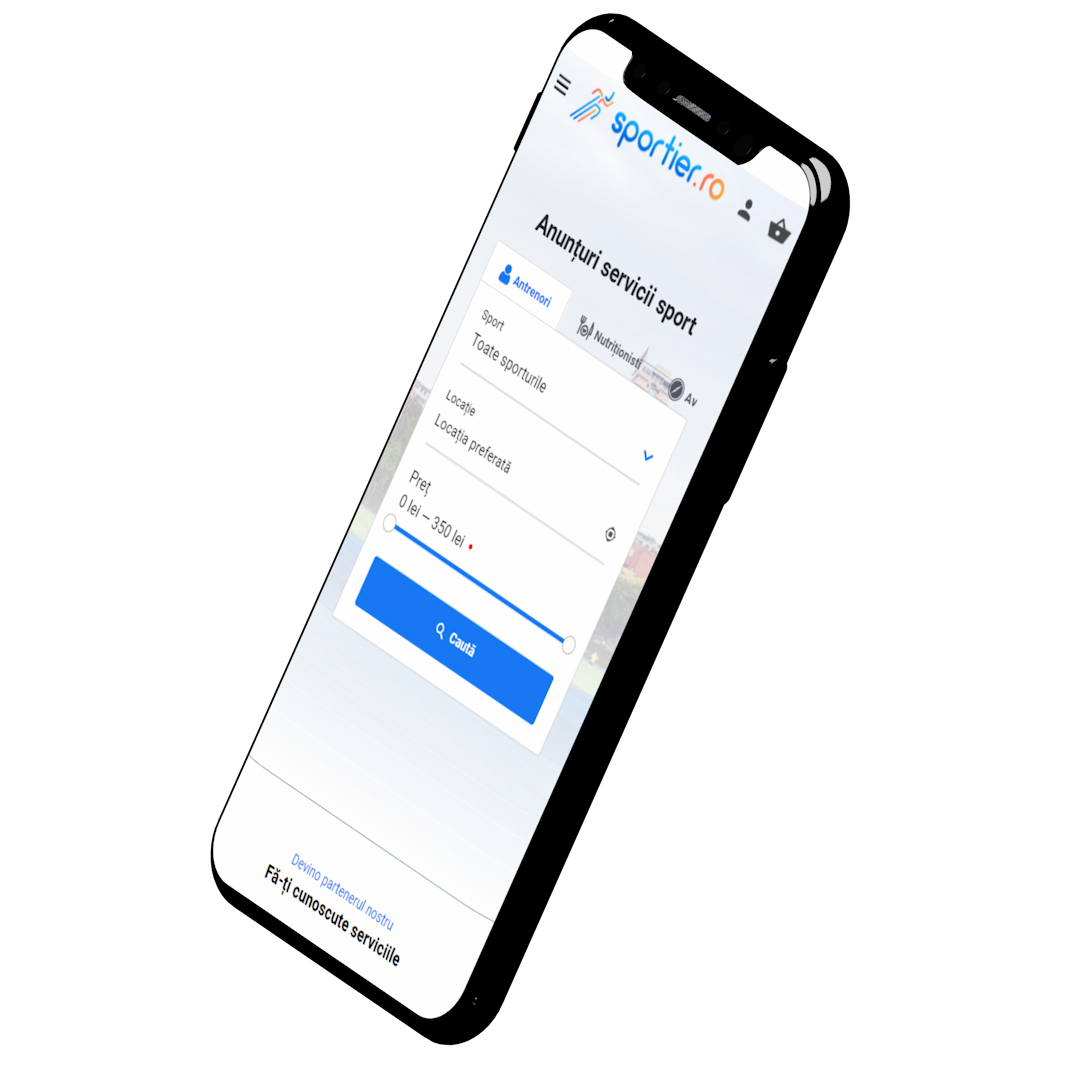 sportier.ro
Anunțuri servicii sport
Antrenori
Nutriționisti
Av
Sport
Toate sporturile
Locație
Locația preferată
Preț
0 lei – 350 lei
Caută
Devino partenerul nostru
Fă-ți cunoscute serviciile